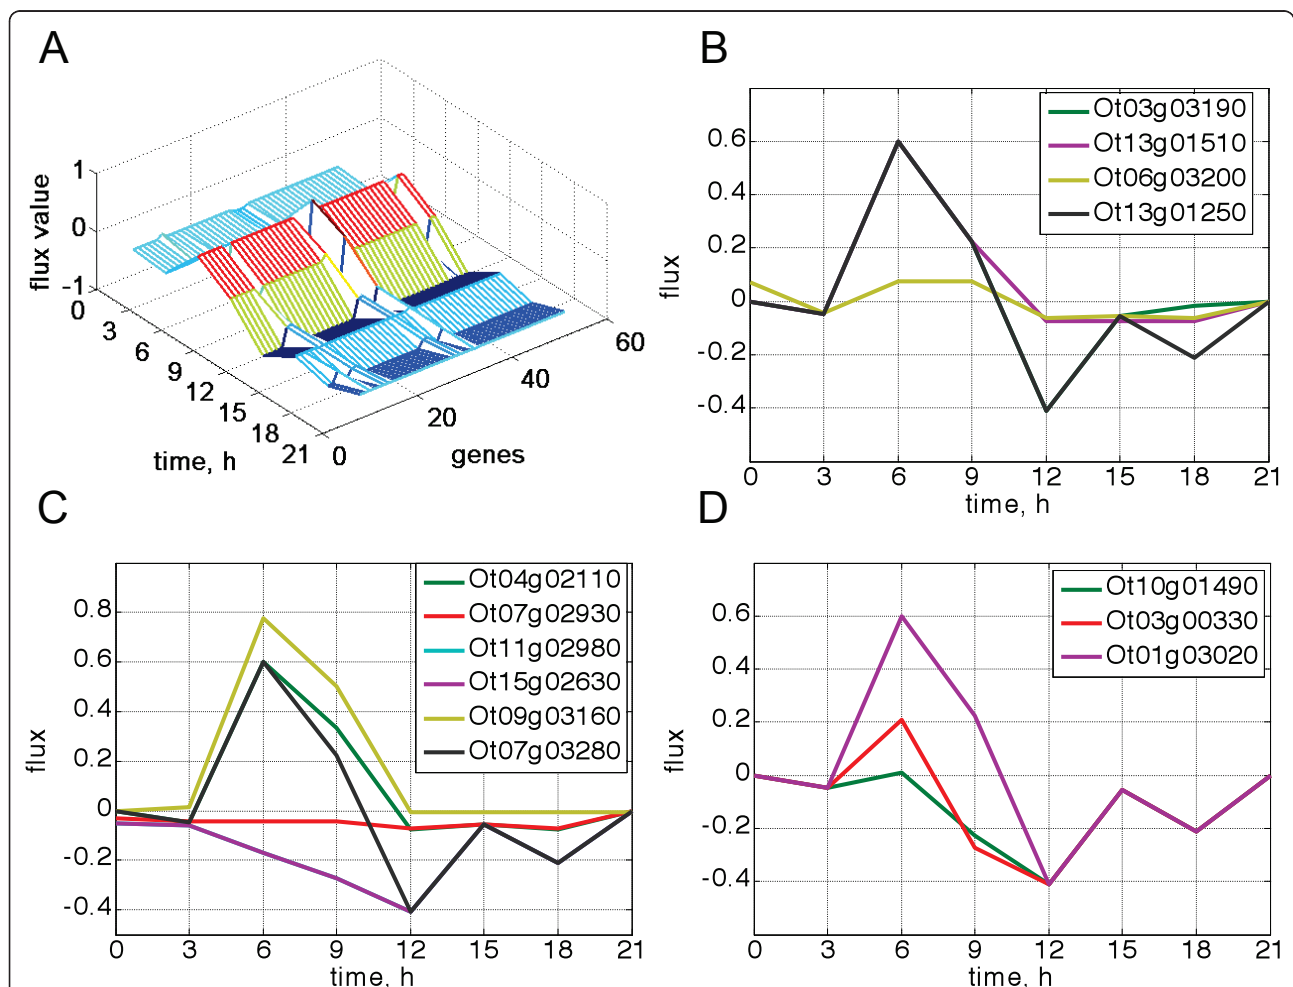 A
1
0
-1
flux value
0
3
6
9
12
15
18
21
time, h
0
20
40
60
genes
B
Ot03g03190
Ot13g01510
Ot06g03200
Ot13g01250
0.6
0.4
0.2
0
-0.2
-0.4
flux
0 3 6 9 12 15 18 21
time, h
C
Ot04g02110
Ot07g02930
Ot11g02980
Ot15g02630
Ot09g03160
Ot07g03280
0.8
0.6
0.4
0.2
0
-0.2
-0.4
flux
0 3 6 9 12 15 18 21
time, h
D
Ot10g01490
Ot03g00330
Ot01g03020
0.6
0.4
0.2
0
-0.2
-0.4
flux
0 3 6 9 12 15 18 21
time, h